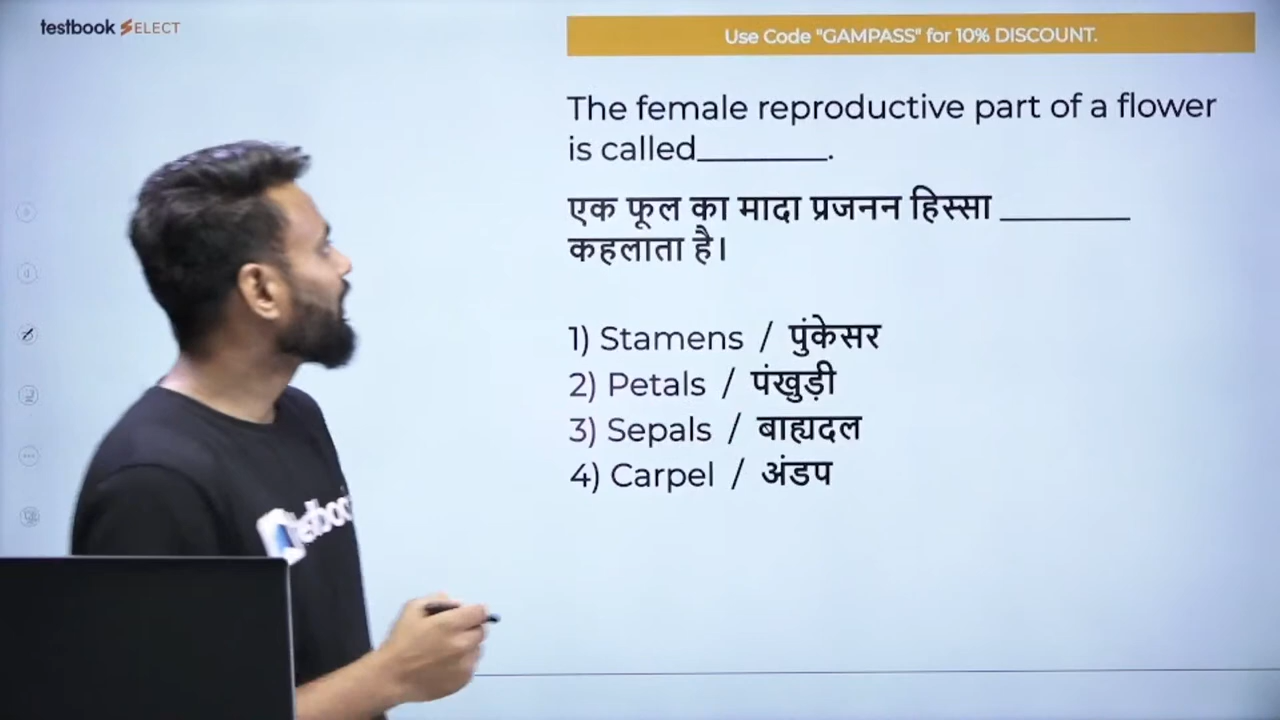 testbook SELECT
Use Code "GAMPASS" for 10% DISCOUNT.
The female reproductive part of a flower
is called________.
एक फूल का मादा प्रजनन हिस्सा ________
कहलाता है।
1) Stamens / पुंकेसर
2) Petals / पंखुड़ी
3) Sepals / बाह्यदल
4) Carpel / अंडप
testbook